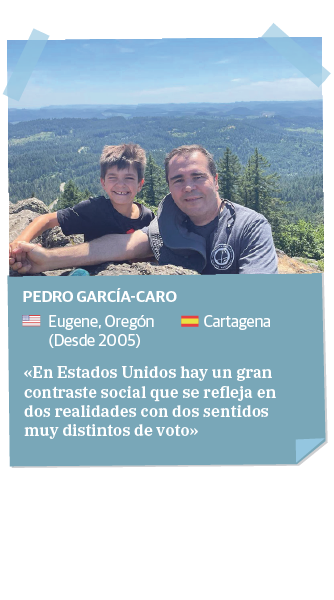 PEDRO GARCÍA-CARO
Eugene, Oregón
(Desde 2005)
Cartagena
«En Estados Unidos hay un gran
contraste social que se refleja en
dos realidades con dos sentidos
muy distintos de voto»